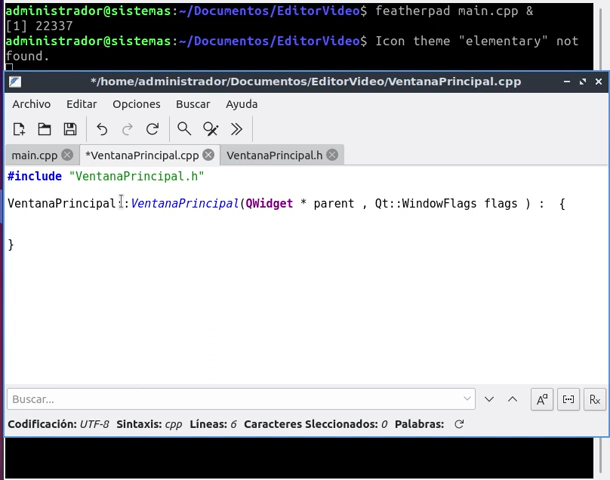 administrador@sistemas:~/Documentos/EditorVideo$ featherpad main.cpp &
[1] 22337
administrador@sistemas:~/Documentos/EditorVideo$ Icon theme "elementary" not
found.
*/home/administrador/Documentos/EditorVideo/VentanaPrincipal.cpp
Archivo Editar Opciones Buscar Ayuda
main.cpp *VentanaPrincipal.cpp VentanaPrincipal.h
#include "VentanaPrincipal.h"
VentanaPrincipal::VentanaPrincipal(QWidget * parent , Qt::WindowFlags flags ) :  {
}
Buscar...
Codificación: UTF-8 Sintaxis: cpp Líneas: 6 Caracteres Sleccionados: 0 Palabras: